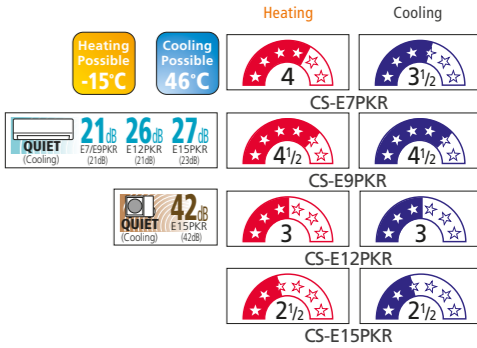 Heating Cooling
Heating
Possible
-15°C
Cooling
Possible
46°C
4
3½
CS-E7PKR
QUIET
(Cooling)
21dB 26dB 27dB
E7/E9PKR E12PKR E15PKR
(21dB) (21dB) (23dB)
4½
4½
CS-E9PKR
QUIET
(Cooling)
42dB
E15PKR
(42dB)
3
3
CS-E12PKR
2½
2½
CS-E15PKR